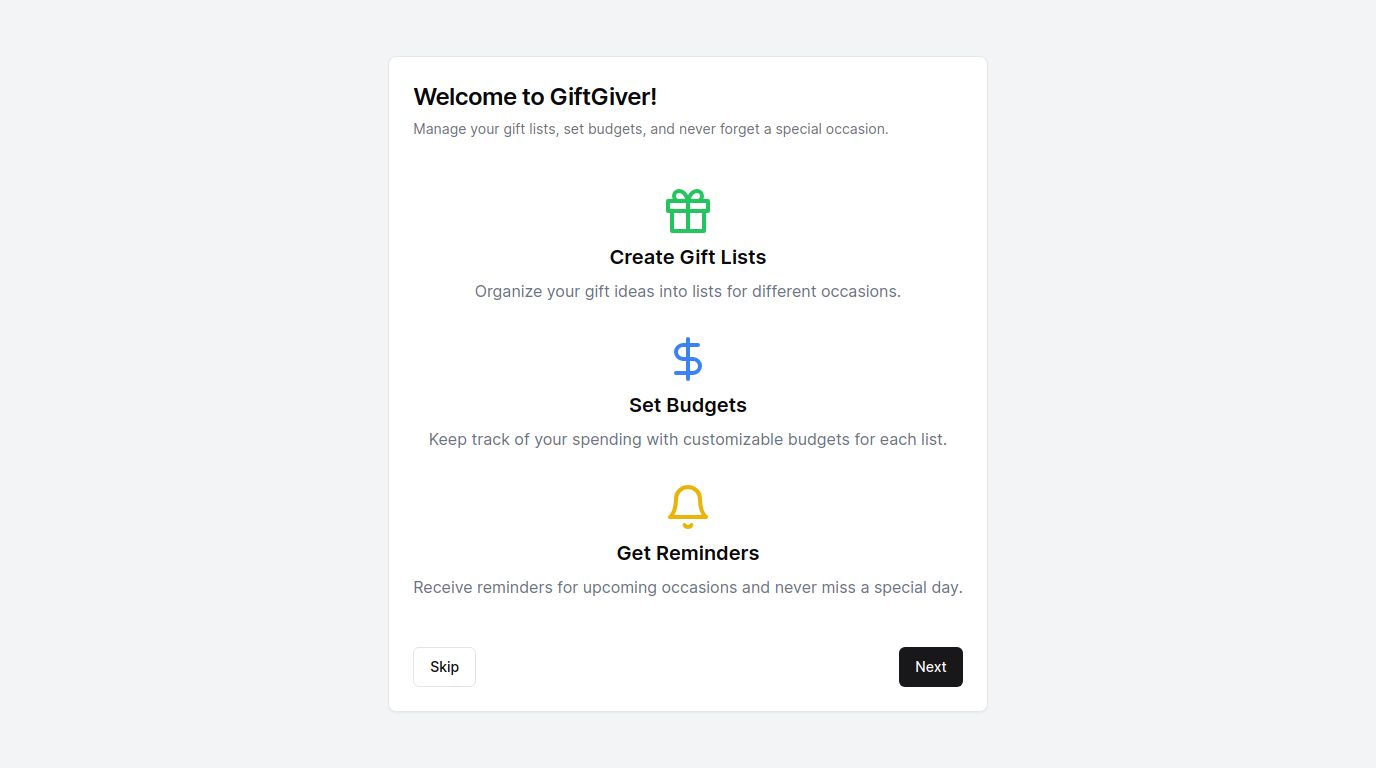 Welcome to GiftGiver!
Manage your gift lists, set budgets, and never forget a special occasion.
Create Gift Lists
Organize your gift ideas into lists for different occasions.
Set Budgets
Keep track of your spending with customizable budgets for each list.
Get Reminders
Receive reminders for upcoming occasions and never miss a special day.
Skip
Next